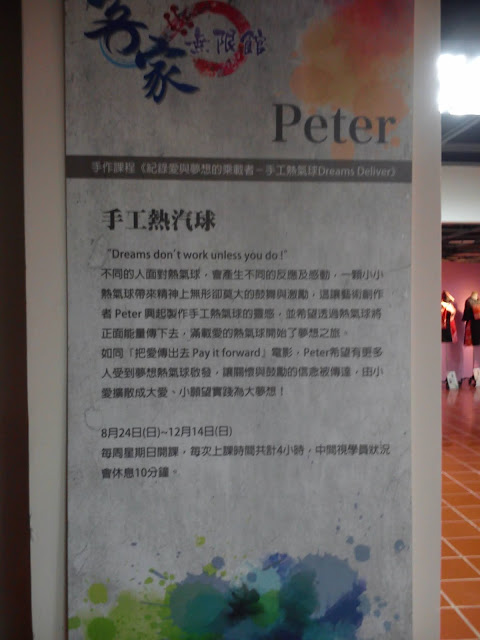 客家無限館
Peter
手作課程《紀錄愛與夢想的乘載者－手工熱氣球Dreams Deliver》
手工熱汽球
"Dreams don't work unless you do!"
不同的人面對熱氣球，會產生不同的反應及感動，一顆小小
熱氣球帶來精神上無形卻莫大的鼓舞與激勵，這讓藝術創作
者 Peter 興起製作手工熱氣球的靈感，並希望透過熱氣球將
正面能量傳下去，滿載愛的熱氣球開始了夢想之旅。
如同「把愛傳出去 Pay it forward」電影，Peter希望有更多
人受到夢想熱氣球啟發，讓關懷與鼓勵的信念被傳達，由小
愛擴散成大愛、小願望實踐為大夢想！
8月24日(日)~12月14日(日)
每周星期日開課，每次上課時間共計4小時，中間視學員狀況
會休息10分鐘。